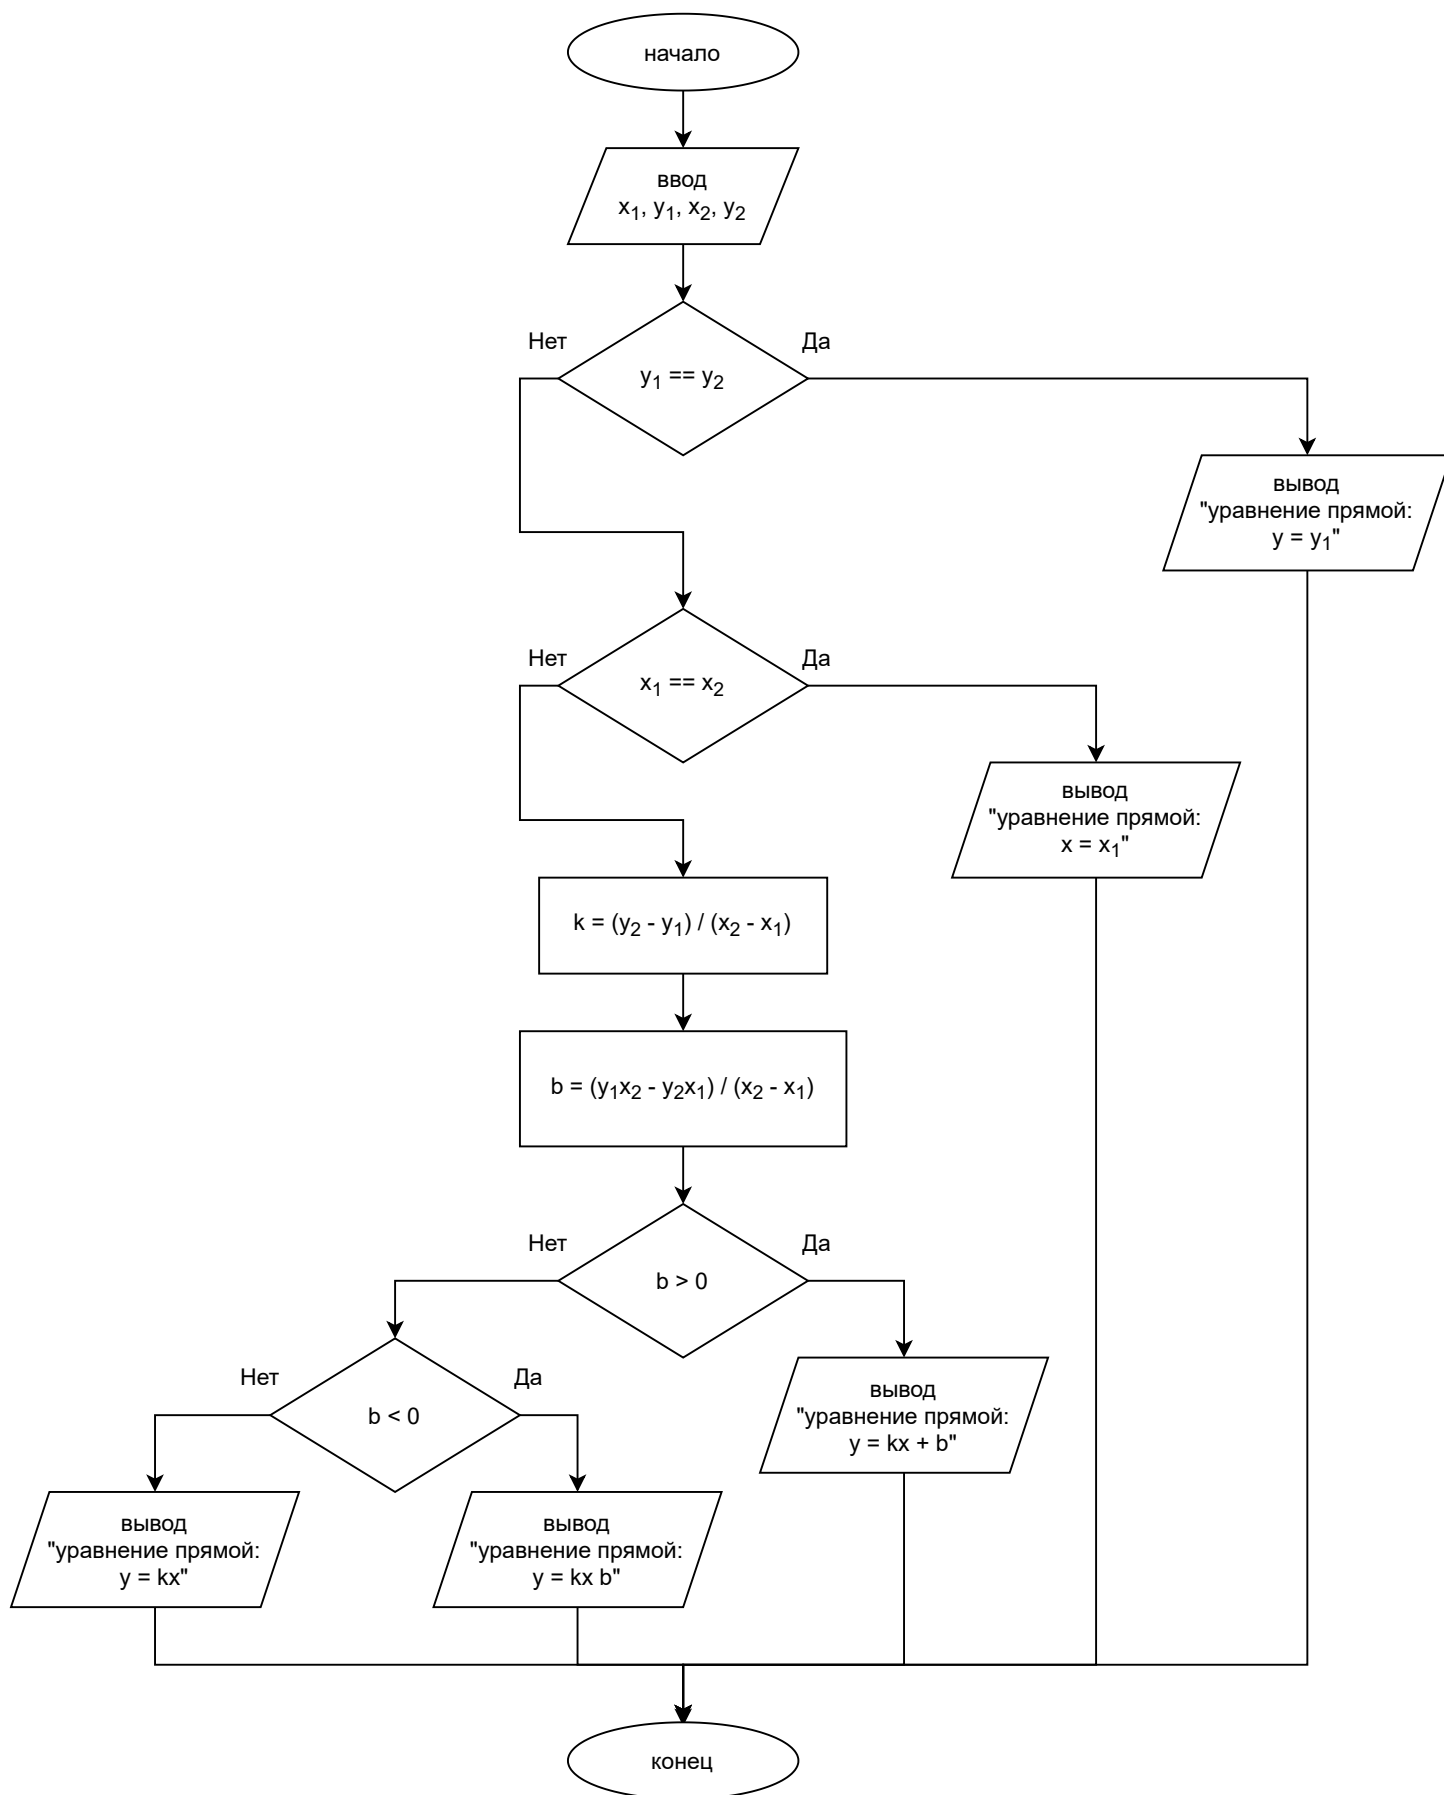 начало
ввод
x₁, y₁, x₂, y₂
Нет
Да
y₁ == y₂
вывод
"уравнение прямой:
y = y₁"
Нет
Да
x₁ == x₂
вывод
"уравнение прямой:
x = x₁"
k = (y₂ - y₁) / (x₂ - x₁)
b = (y₁x₂ - y₂x₁) / (x₂ - x₁)
Нет
Да
b > 0
Нет
Да
b < 0
вывод
"уравнение прямой:
y = kx + b"
вывод
"уравнение прямой:
y = kx"
вывод
"уравнение прямой:
y = kx b"
конец